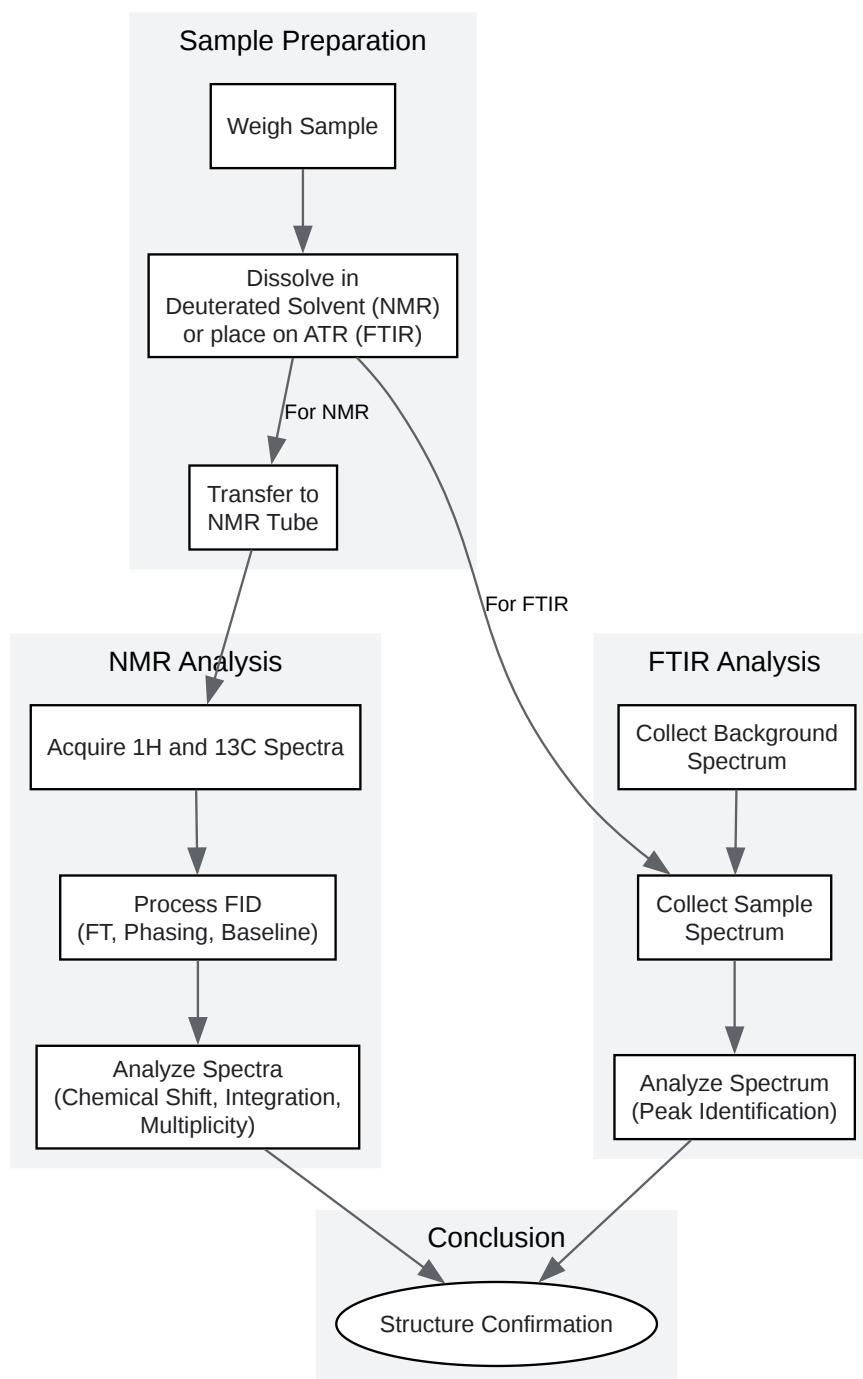 Sample Preparation
Weigh Sample
Dissolve in
Deuterated Solvent (NMR)
or place on ATR (FTIR)
For NMR
Transfer to
NMR Tube
For FTIR
NMR Analysis
Acquire 1H and 13C Spectra
Process FID
(FT, Phasing, Baseline)
Analyze Spectra
(Chemical Shift, Integration,
Multiplicity)
FTIR Analysis
Collect Background
Spectrum
Collect Sample
Spectrum
Analyze Spectrum
(Peak Identification)
Conclusion
Structure Confirmation